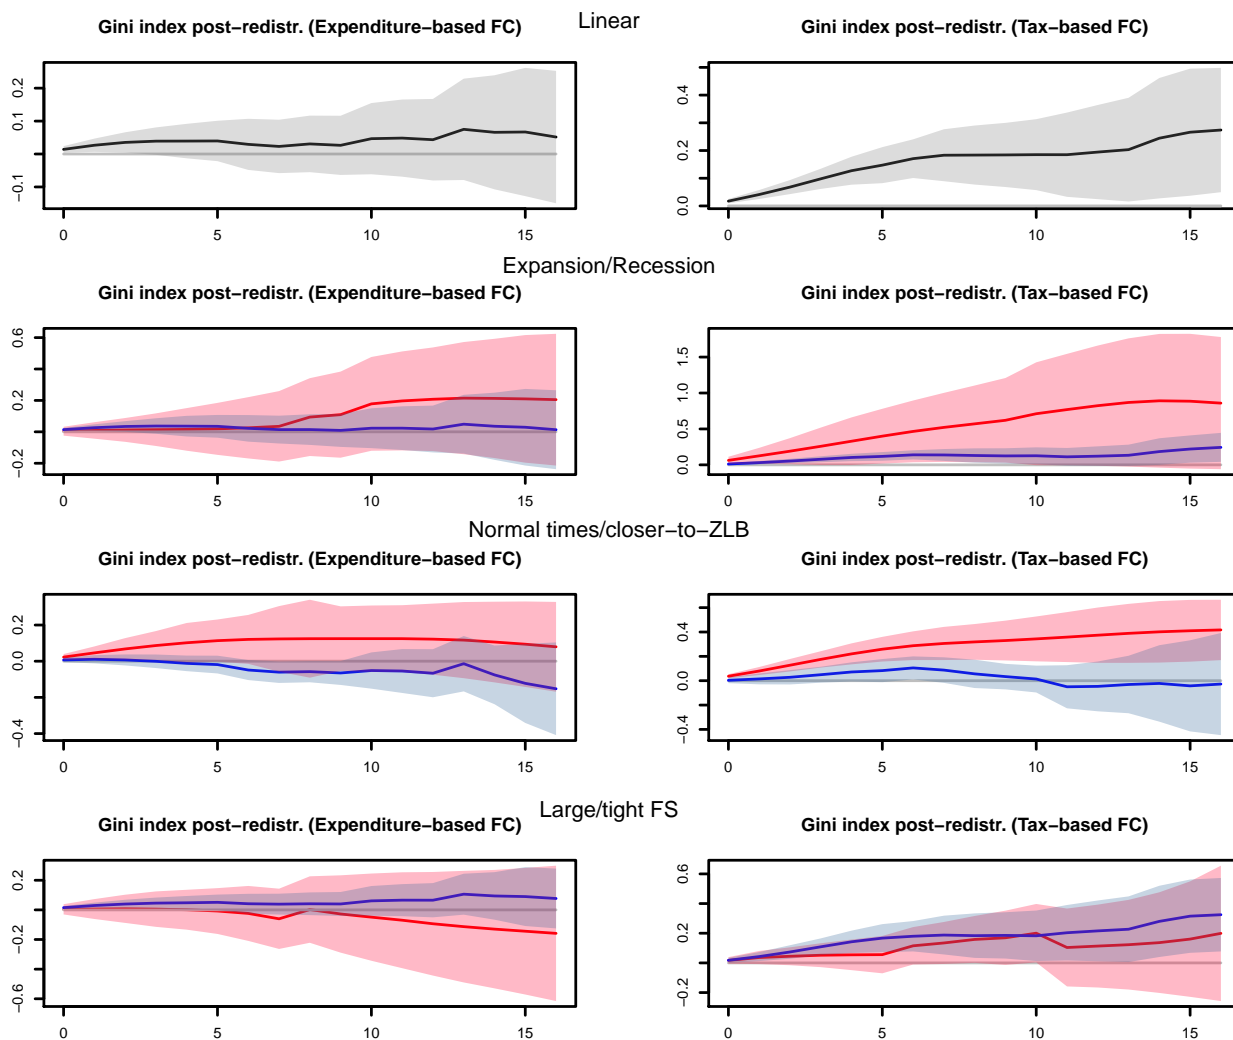 Linear
Gini index post−redistr. (Expenditure−based FC)
Gini index post−redistr. (Tax−based FC)
−0.1 0.1 0.2
0 5 10 15
0.0 0.2 0.4
0 5 10 15
Expansion/Recession
Gini index post−redistr. (Expenditure−based FC)
Gini index post−redistr. (Tax−based FC)
−0.2 0.2 0.6
0 5 10 15
0.0 0.5 1.0 1.5
0 5 10 15
Normal times/closer−to−ZLB
Gini index post−redistr. (Expenditure−based FC)
Gini index post−redistr. (Tax−based FC)
−0.4 0.0 0.2
0 5 10 15
−0.4 0.0 0.4
0 5 10 15
Large/tight FS
Gini index post−redistr. (Expenditure−based FC)
Gini index post−redistr. (Tax−based FC)
−0.6 −0.2 0.2
0 5 10 15
−0.2 0.2 0.6
0 5 10 15